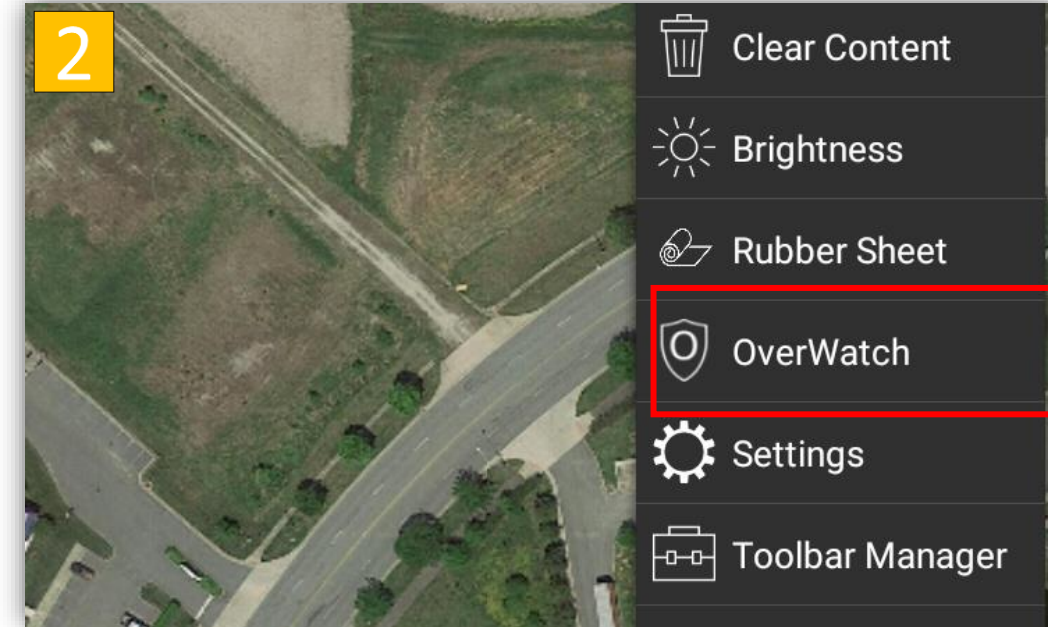 2
Clear Content
Brightness
Rubber Sheet
O OverWatch
Settings
Toolbar Manager